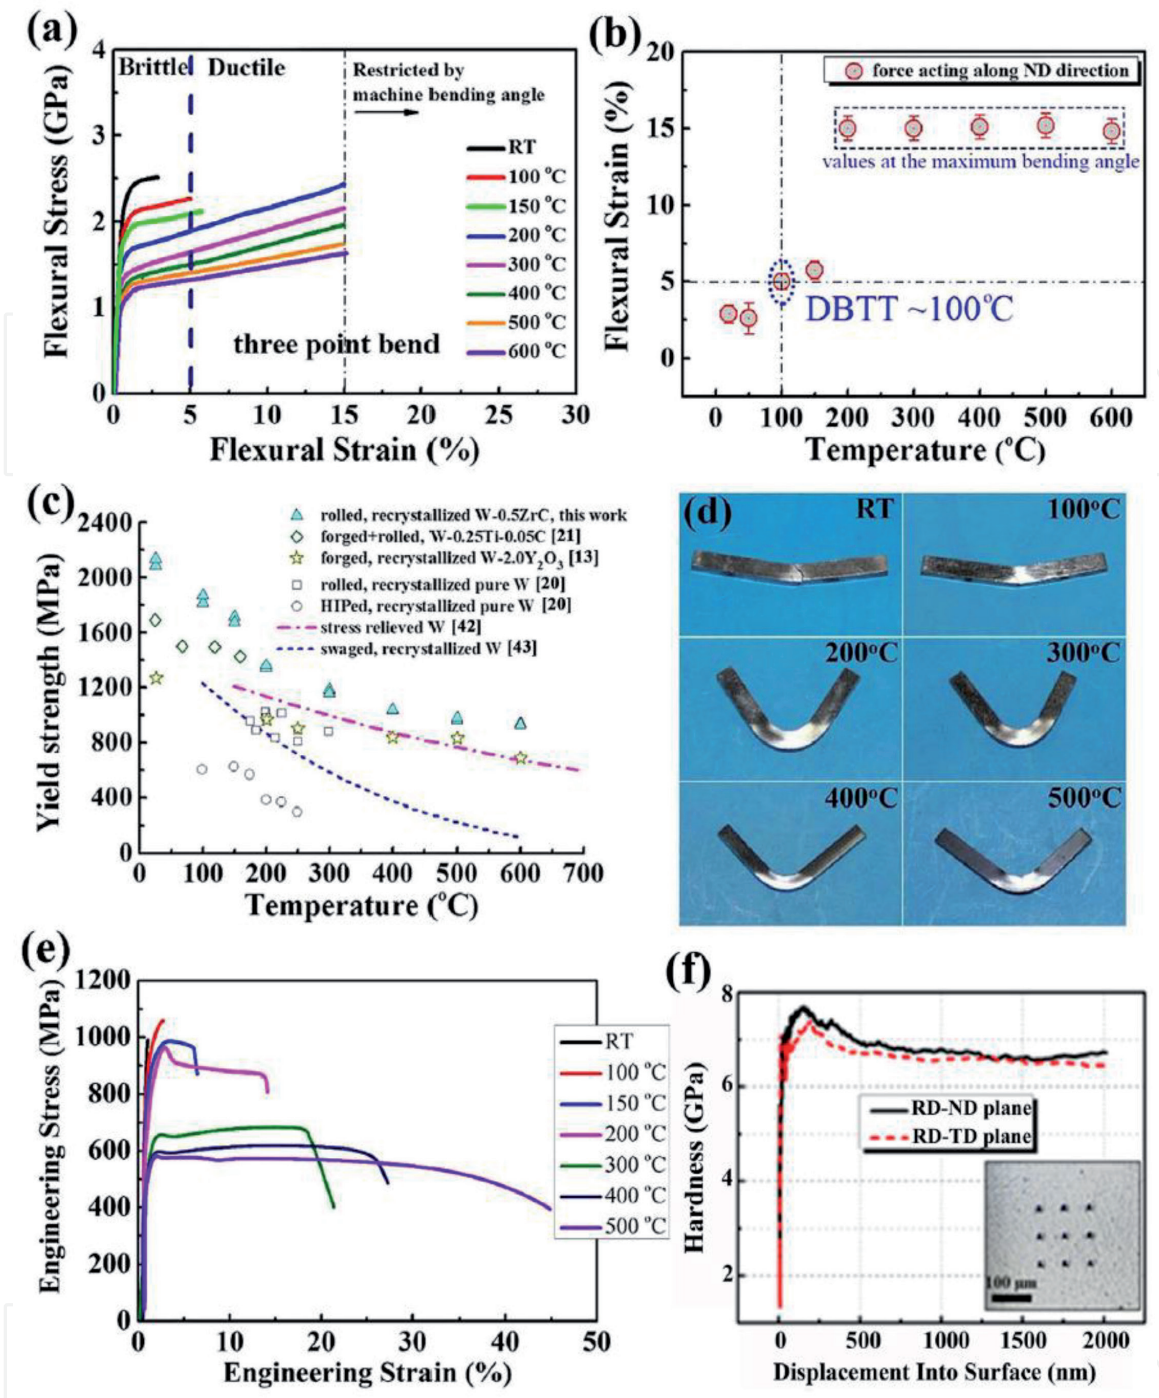 (a)
4
3
2
1
0
Flexural Stress (GPa)
Brittle
Ductile
Restricted by
machine bending angle
RT
100 °C
150 °C
200 °C
300 °C
400 °C
500 °C
600 °C
three point bend
0 5 10 15 20 25 30
Flexural Strain (%)
(b)
20
15
10
5
0
Flexural Strain (%)
force acting along ND direction
values at the maximum bending angle
DBTT ~100°C
0 100 200 300 400 500 600
Temperature (°C)
(c)
2400
2000
1600
1200
800
400
0
Yield strength (MPa)
rolled, recrystallized W-0.5ZrC, this work
forged+rolled, W-0.25Ti-0.05C [21]
forged, recrystallized W-2.0Y₂O₃ [13]
rolled, recrystallized pure W [20]
HIPed, recrystallized pure W [20]
stress relieved W [42]
swaged, recrystallized W [43]
0 100 200 300 400 500 600 700
Temperature (°C)
(d)
RT
100°C
200°C
300°C
400°C
500°C
(e)
1200
1000
800
600
400
200
0
Engineering Stress (MPa)
RT
100 °C
150 °C
200 °C
300 °C
400 °C
500 °C
0 10 20 30 40 50
Engineering Strain (%)
(f)
8
6
4
2
Hardness (GPa)
RD-ND plane
RD-TD plane
100 μm
0 500 1000 1500 2000
Displacement Into Surface (nm)